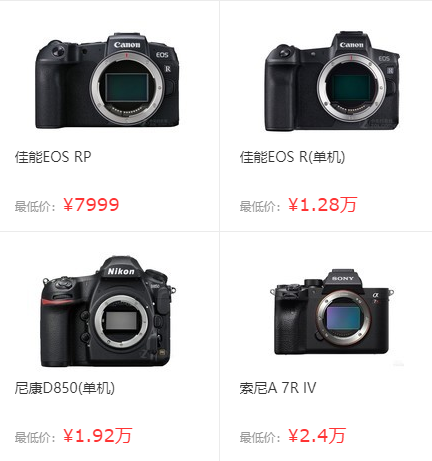 Canon
EOS
R
佳能EOS RP
最低价: ¥7999
Canon
EOS
R
佳能EOS R(单机)
最低价: ¥1.28万
Nikon
D850
尼康D850(单机)
最低价: ¥1.92万
SONY
α
索尼A 7R IV
最低价: ¥2.4万